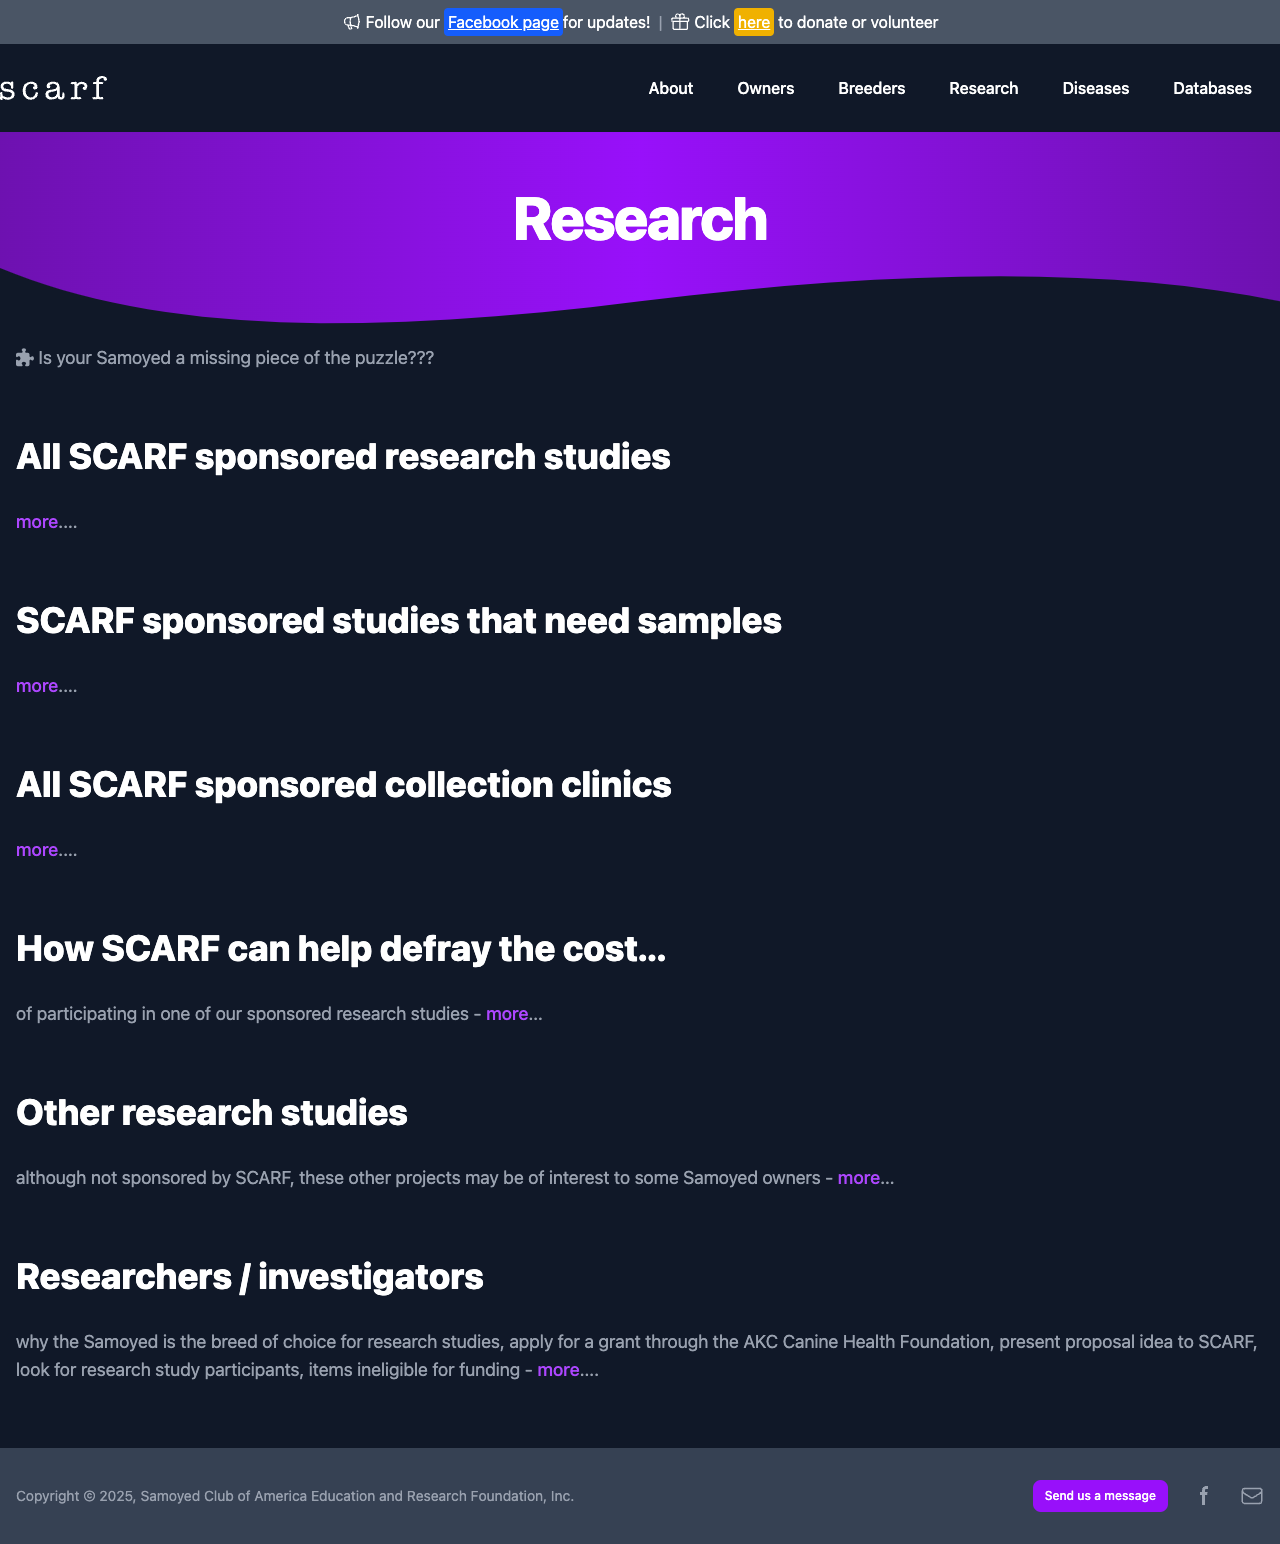 Follow our Facebook page for updates! | Click here to donate or volunteer
scarf
About Owners Breeders Research Diseases Databases
Research
Is your Samoyed a missing piece of the puzzle???
All SCARF sponsored research studies
more....
SCARF sponsored studies that need samples
more....
All SCARF sponsored collection clinics
more....
How SCARF can help defray the cost...
of participating in one of our sponsored research studies - more...
Other research studies
although not sponsored by SCARF, these other projects may be of interest to some Samoyed owners - more...
Researchers / investigators
why the Samoyed is the breed of choice for research studies, apply for a grant through the AKC Canine Health Foundation, present proposal idea to SCARF,
look for research study participants, items ineligible for funding - more....
Copyright © 2025, Samoyed Club of America Education and Research Foundation, Inc.
Send us a message